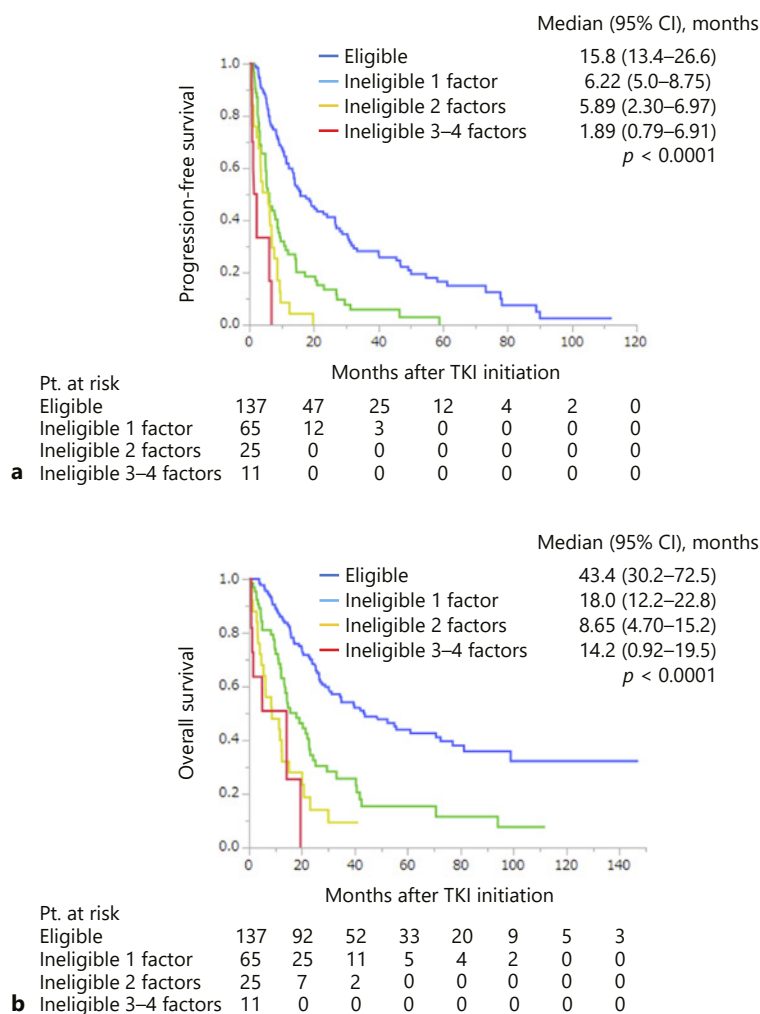 Median (95% CI), months
Eligible 15.8 (13.4–26.6)
Ineligible 1 factor 6.22 (5.0–8.75)
Ineligible 2 factors 5.89 (2.30–6.97)
Ineligible 3–4 factors 1.89 (0.79–6.91)
p < 0.0001
Progression-free survival
1.0
0.8
0.6
0.4
0.2
0.0
0 20 40 60 80 100 120
Months after TKI initiation
Pt. at risk
Eligible 137 47 25 12 4 2 0
Ineligible 1 factor 65 12 3 0 0 0 0
Ineligible 2 factors 25 0 0 0 0 0 0
a Ineligible 3–4 factors 11 0 0 0 0 0 0
Median (95% CI), months
Eligible 43.4 (30.2–72.5)
Ineligible 1 factor 18.0 (12.2–22.8)
Ineligible 2 factors 8.65 (4.70–15.2)
Ineligible 3–4 factors 14.2 (0.92–19.5)
p < 0.0001
Overall survival
1.0
0.8
0.6
0.4
0.2
0.0
0 20 40 60 80 100 120 140
Months after TKI initiation
Pt. at risk
Eligible 137 92 52 33 20 9 5 3
Ineligible 1 factor 65 25 11 5 4 2 0 0
Ineligible 2 factors 25 7 2 0 0 0 0 0
b Ineligible 3–4 factors 11 0 0 0 0 0 0 0